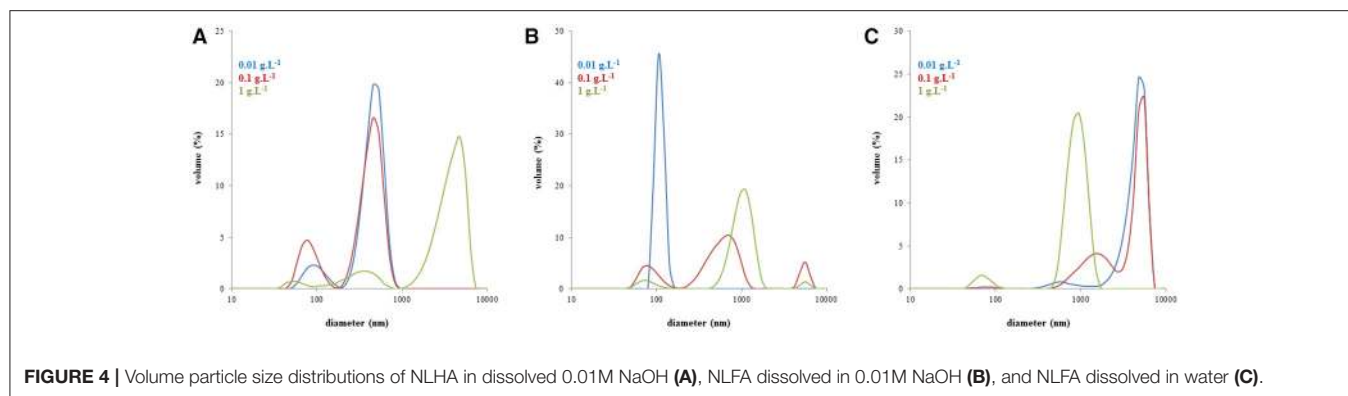 A
25
20
15
10
5
0
volume (%)
0.01 g.L⁻¹
0.1 g.L⁻¹
1 g.L⁻¹
10 100 1000 10000
diameter (nm)
B
50
40
30
20
10
0
volume (%)
0.01 g.L⁻¹
0.1 g.L⁻¹
1 g.L⁻¹
10 100 1000 10000
diameter (nm)
C
30
25
20
15
10
5
0
volume (%)
0.01 g.L⁻¹
0.1 g.L⁻¹
1 g.L⁻¹
10 100 1000 10000
diameter (nm)
FIGURE 4 | Volume particle size distributions of NLHA in dissolved 0.01M NaOH (A), NLFA dissolved in 0.01M NaOH (B), and NLFA dissolved in water (C).